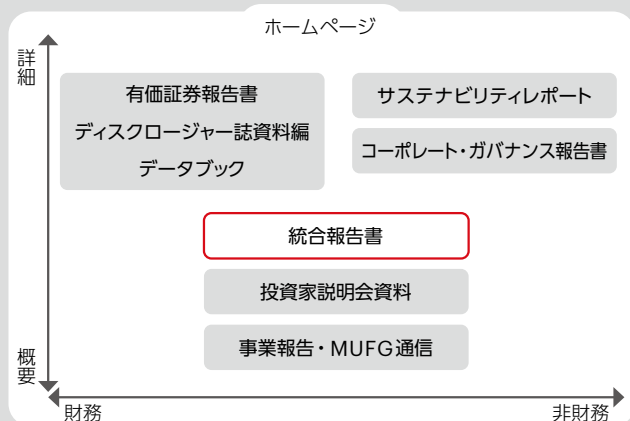 ホームページ
詳細
有価証券報告書
ディスクロージャー誌資料編
データブック
サステナビリティレポート
コーポレート・ガバナンス報告書
統合報告書
投資家説明会資料
事業報告・MUFG通信
概要
財務
非財務